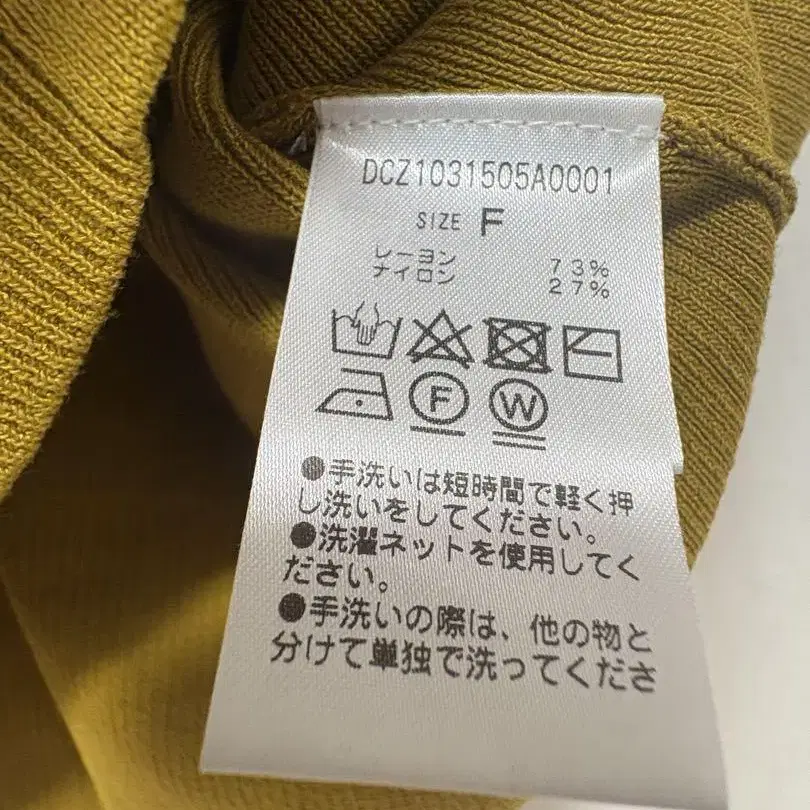 DCZ1031505A0001
SIZE F
レーヨン 73%
ナイロン 27%
F W
●手洗いは短時間で軽く押
し洗いをしてください。
●洗濯ネットを使用してく
ださい。
●手洗いの際は、他の物と
分けて単独で洗ってくださ